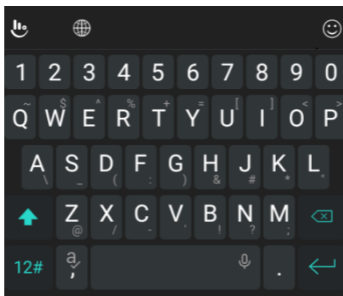 1 2 3 4 5 6 7 8 9 0
~ $ ^ % + = [ ] < >
Q W E R T Y U I O P
A S D F G H J K L
\ _ ( : ) & # * "
Z X C V B N M
@ / - ' ! ? ;
12# a , .